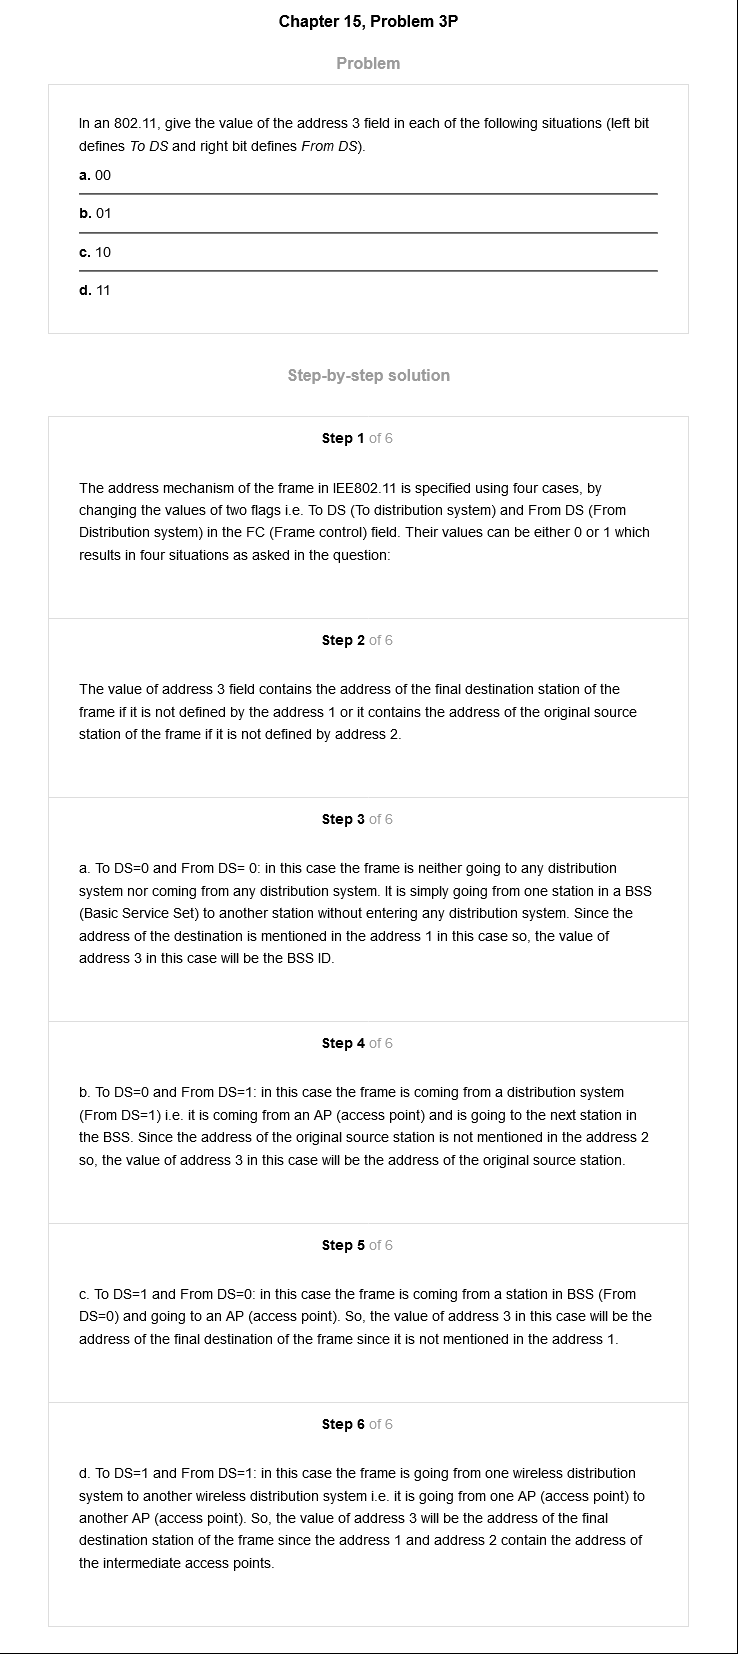 Chapter 15, Problem 3P
Problem
In an 802.11, give the value of the address 3 field in each of the following situations (left bit
defines To DS and right bit defines From DS).
a. 00
b. 01
c. 10
d. 11
Step-by-step solution
Step 1 of 6
The address mechanism of the frame in IEE802.11 is specified using four cases, by
changing the values of two flags i.e. To DS (To distribution system) and From DS (From
Distribution system) in the FC (Frame control) field. Their values can be either 0 or 1 which
results in four situations as asked in the question:
Step 2 of 6
The value of address 3 field contains the address of the final destination station of the
frame if it is not defined by the address 1 or it contains the address of the original source
station of the frame if it is not defined by address 2.
Step 3 of 6
a. To DS=0 and From DS= 0: in this case the frame is neither going to any distribution
system nor coming from any distribution system. It is simply going from one station in a BSS
(Basic Service Set) to another station without entering any distribution system. Since the
address of the destination is mentioned in the address 1 in this case so, the value of
address 3 in this case will be the BSS ID.
Step 4 of 6
b. To DS=0 and From DS=1: in this case the frame is coming from a distribution system
(From DS=1) i.e. it is coming from an AP (access point) and is going to the next station in
the BSS. Since the address of the original source station is not mentioned in the address 2
so, the value of address 3 in this case will be the address of the original source station.
Step 5 of 6
c. To DS=1 and From DS=0: in this case the frame is coming from a station in BSS (From
DS=0) and going to an AP (access point). So, the value of address 3 in this case will be the
address of the final destination of the frame since it is not mentioned in the address 1.
Step 6 of 6
d. To DS=1 and From DS=1: in this case the frame is going from one wireless distribution
system to another wireless distribution system i.e. it is going from one AP (access point) to
another AP (access point). So, the value of address 3 will be the address of the final
destination station of the frame since the address 1 and address 2 contain the address of
the intermediate access points.